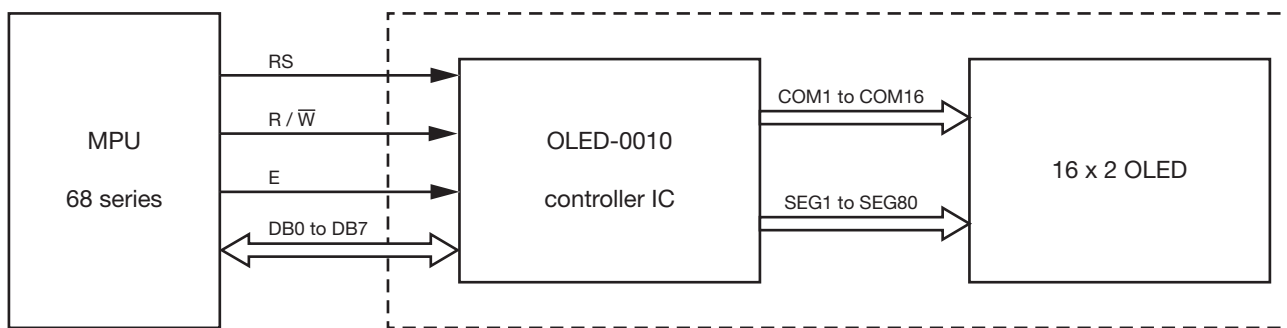 MPU
68 series
RS
R / W̅
E
DB0 to DB7
OLED-0010
controller IC
COM1 to COM16
SEG1 to SEG80
16 x 2 OLED